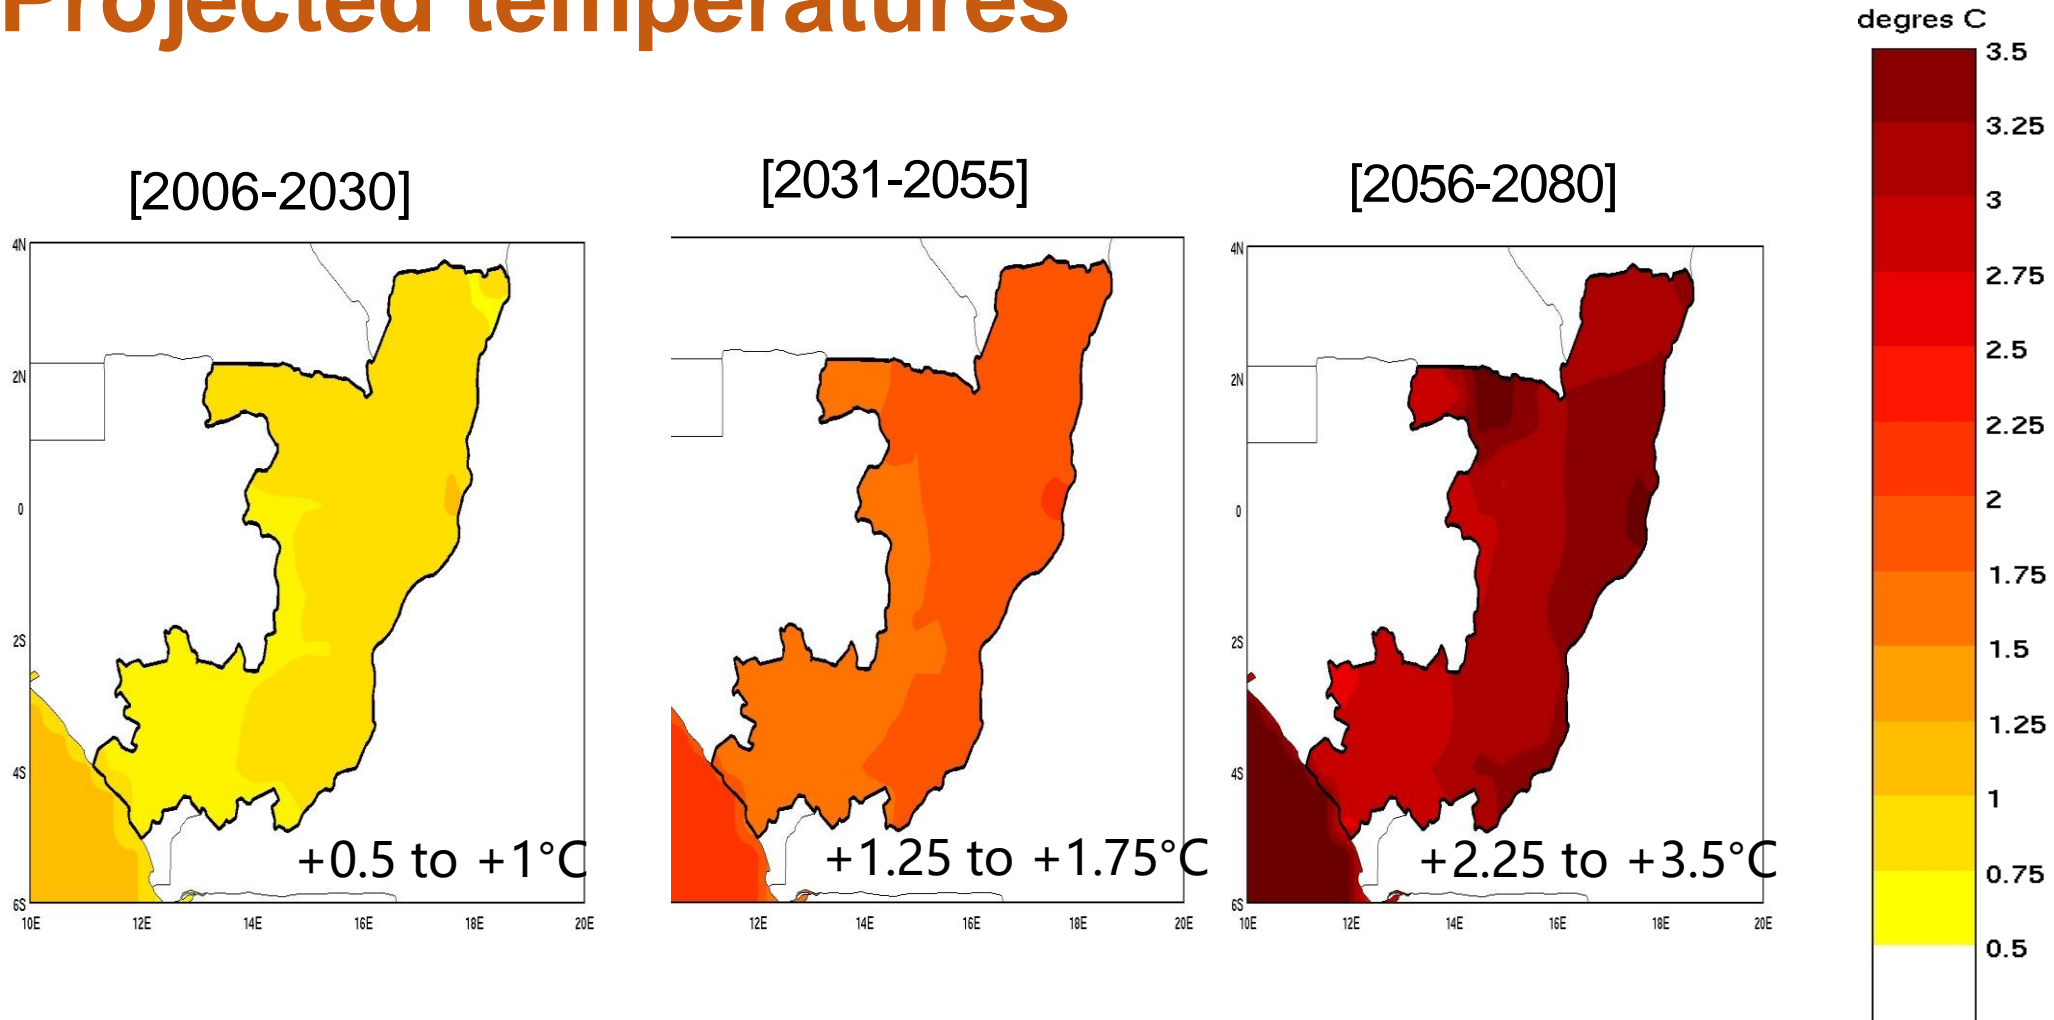 Projected temperatures
degres C
[2006-2030]
[2031-2055]
[2056-2080]
4N
2N
0
2S
4S
6S
10E
12E
14E
16E
18E
20E
+0.5 to +1°C
12E
14E
16E
18E
20E
+1.25 to +1.75°C
4N
2N
0
2S
4S
6S
10E
12E
14E
16E
18E
20E
+2.25 to +3.5°C
3.5
3.25
3
2.75
2.5
2.25
2
1.75
1.5
1.25
1
0.75
0.5